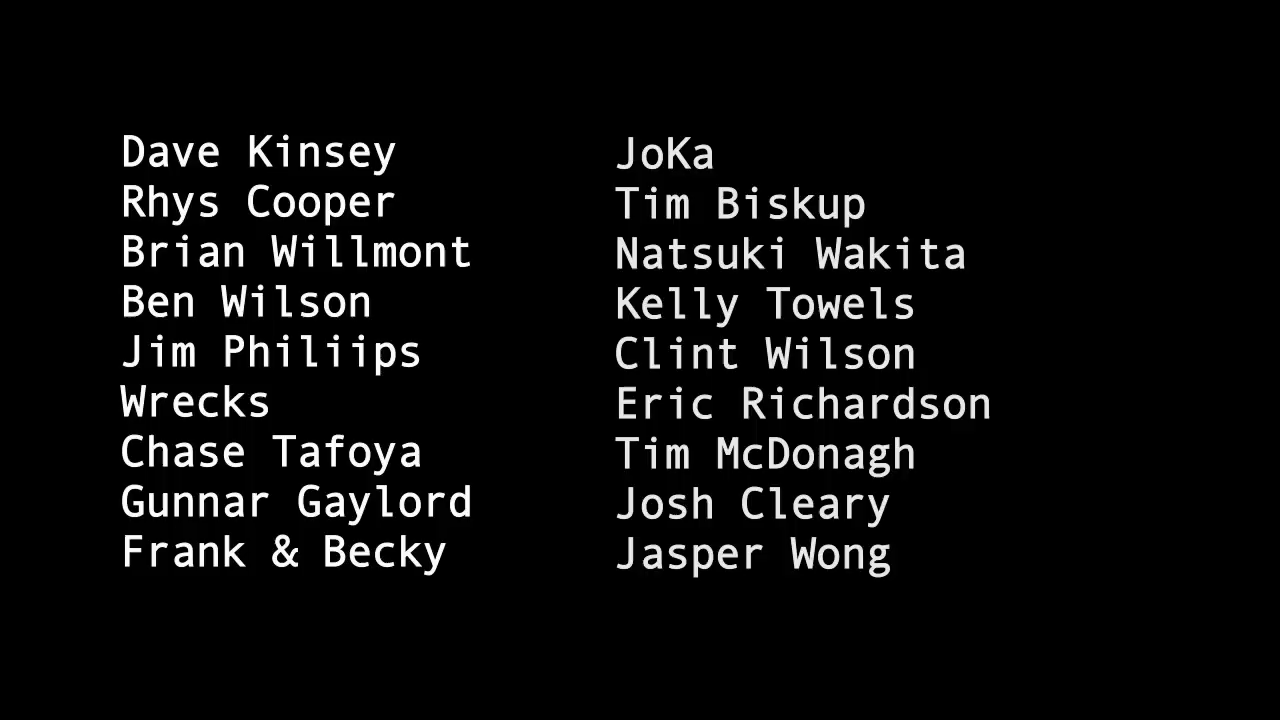 Dave Kinsey
Rhys Cooper
Brian Willmont
Ben Wilson
Jim Philiips
Wrecks
Chase Tafoya
Gunnar Gaylord
Frank & Becky
JoKa
Tim Biskup
Natsuki Wakita
Kelly Towels
Clint Wilson
Eric Richardson
Tim McDonagh
Josh Cleary
Jasper Wong